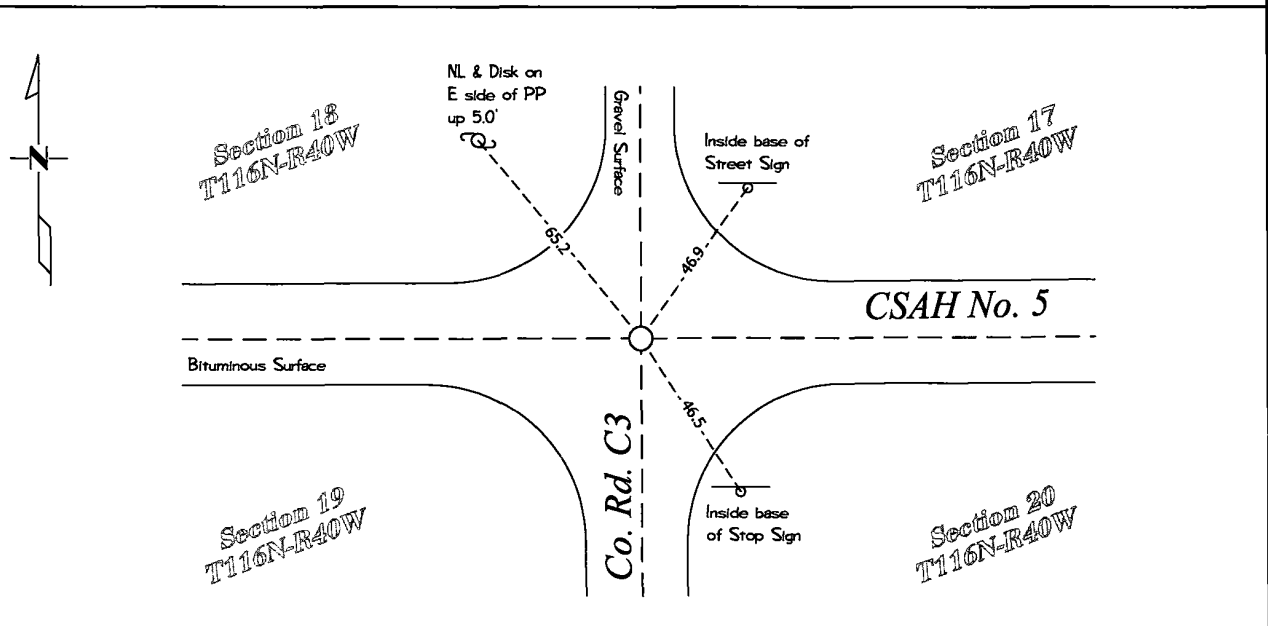 NL & Disk on
E side of PP
up 5.0'
Gravel Surface
Section 18
T116N-R40W
Inside base of
Street Sign
Section 17
T116N-R40W
N
65.2
46.9
CSAH No. 5
Bituminous Surface
46.5
Co. Rd. C3
Inside base
of Stop Sign
Section 19
T116N-R40W
Section 20
T116N-R40W